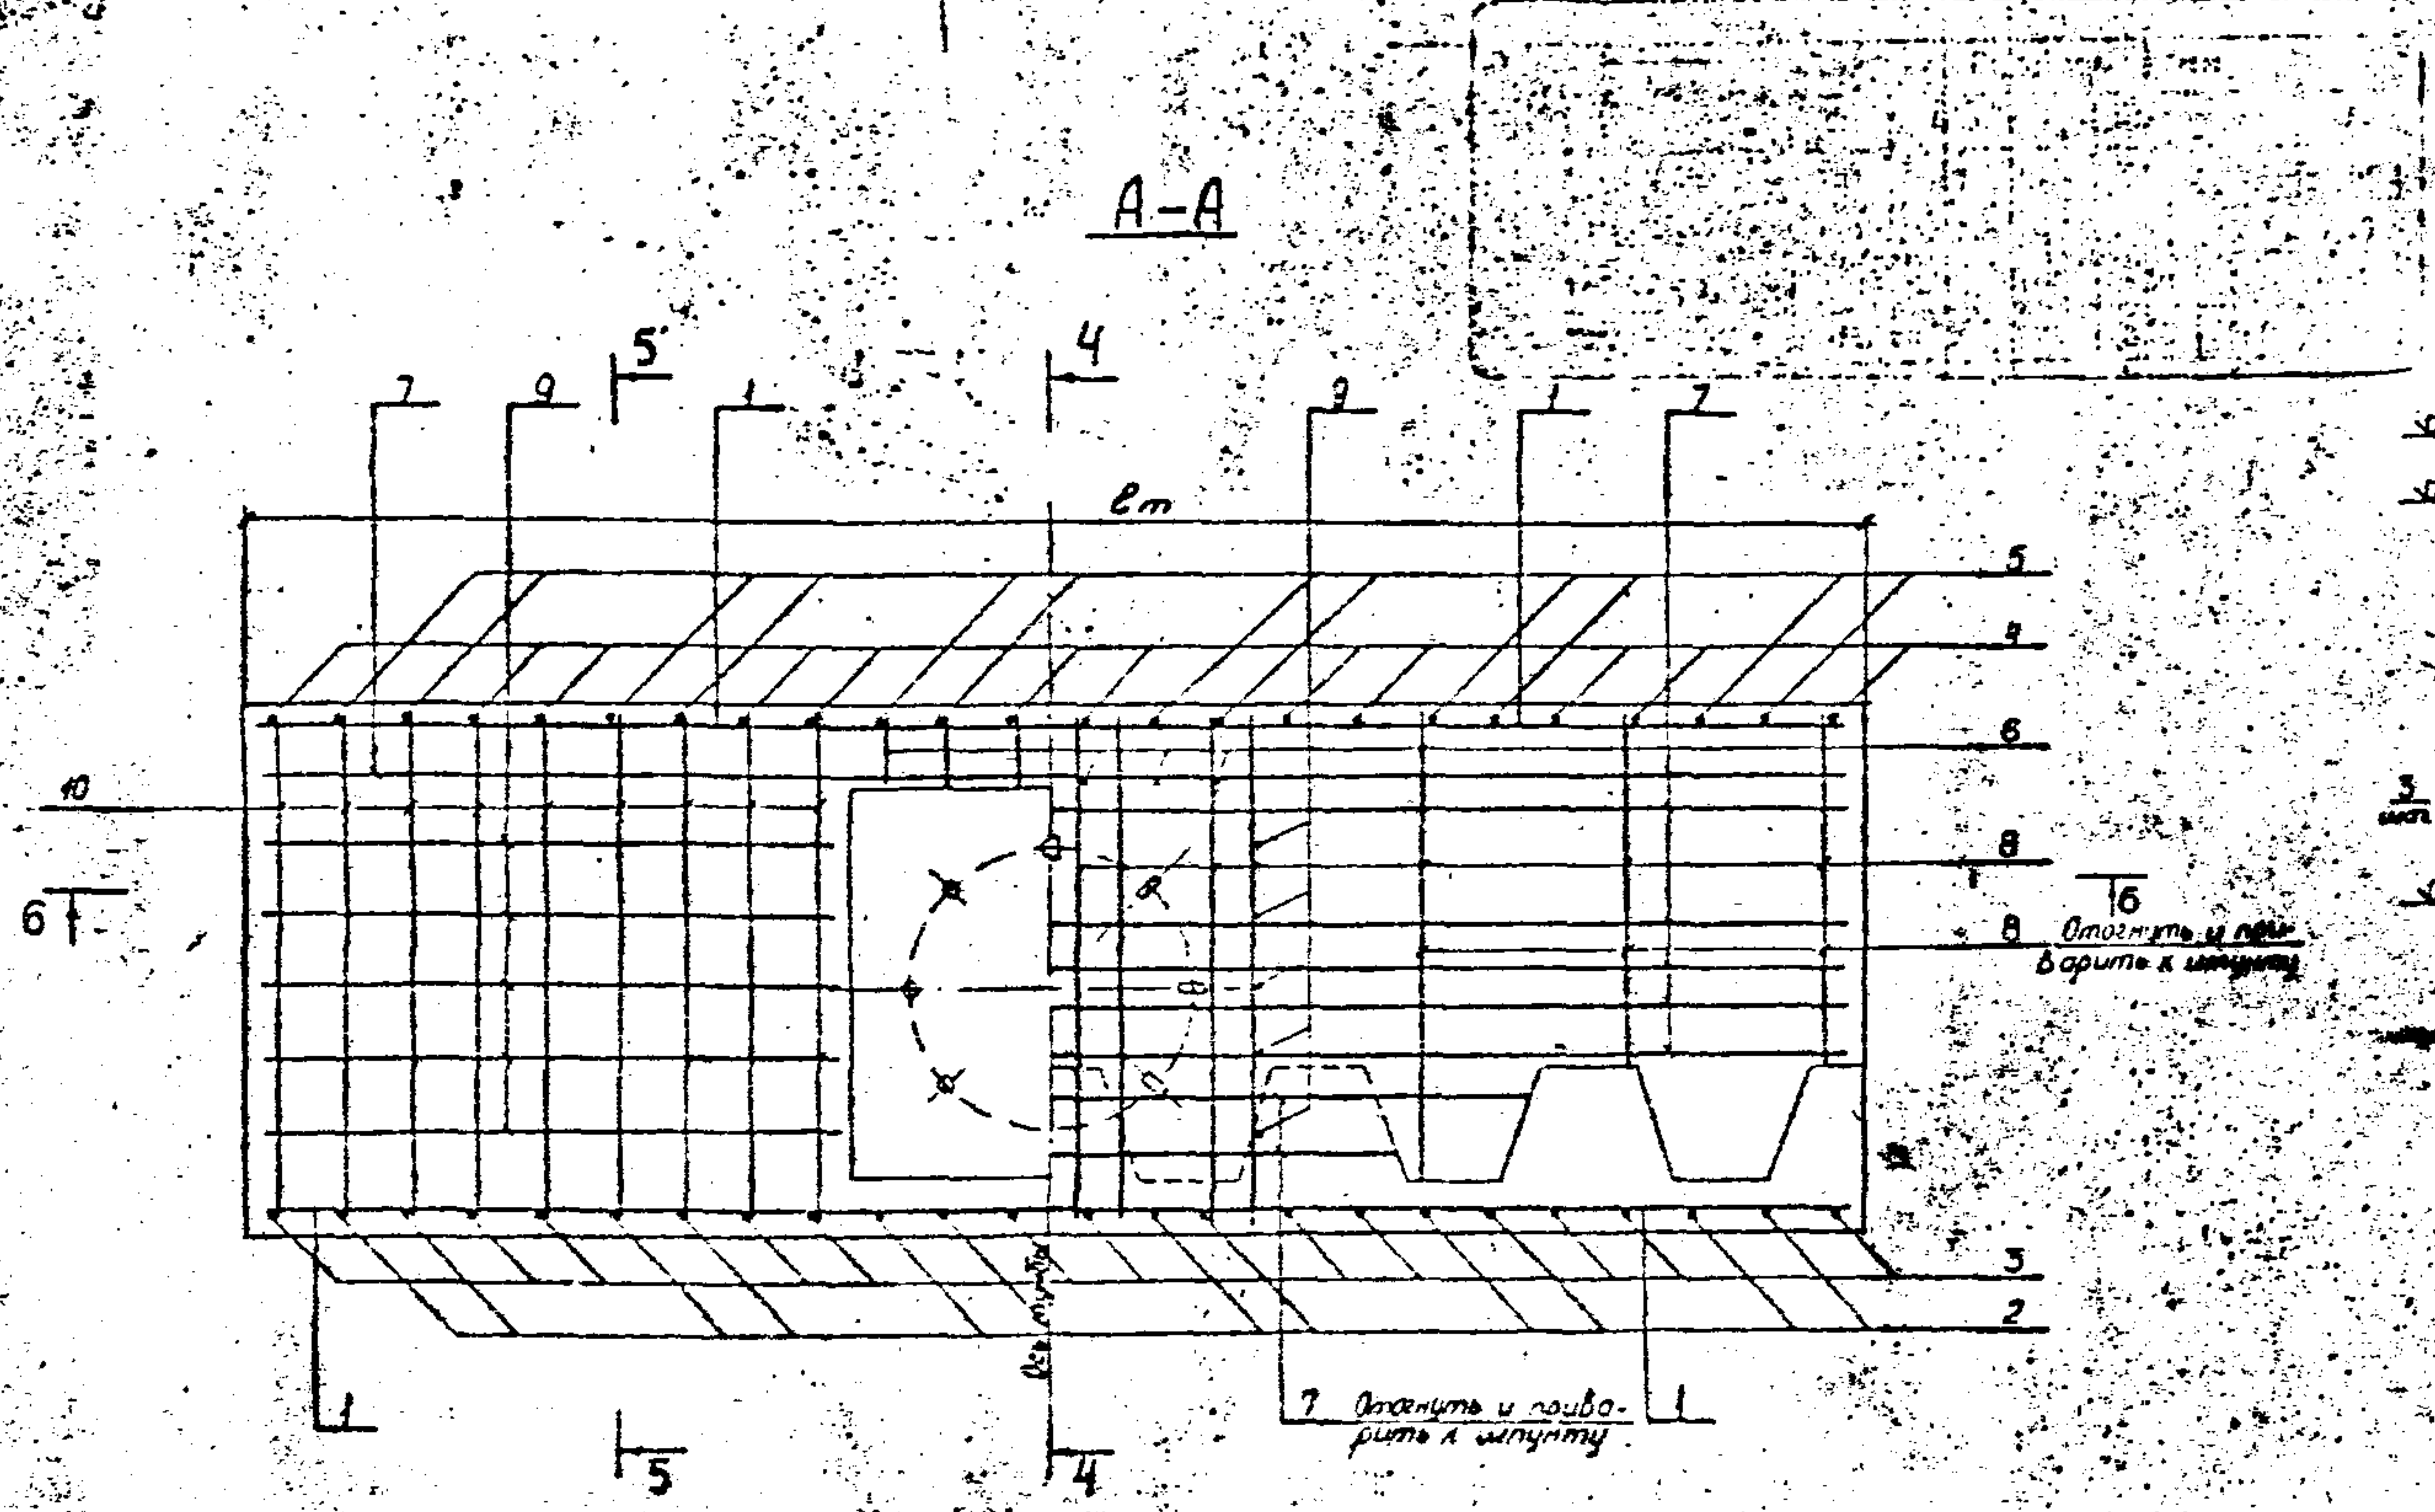 А-А
5 4
7 9 1 9 1 7
ℓт
5
4
6
10
8
6 6
8 Отогнуть и при-
варить к шпунту
3
2
Ось тумбы
1
7 Отогнуть и прива- 1
рить к шпунту
5 4